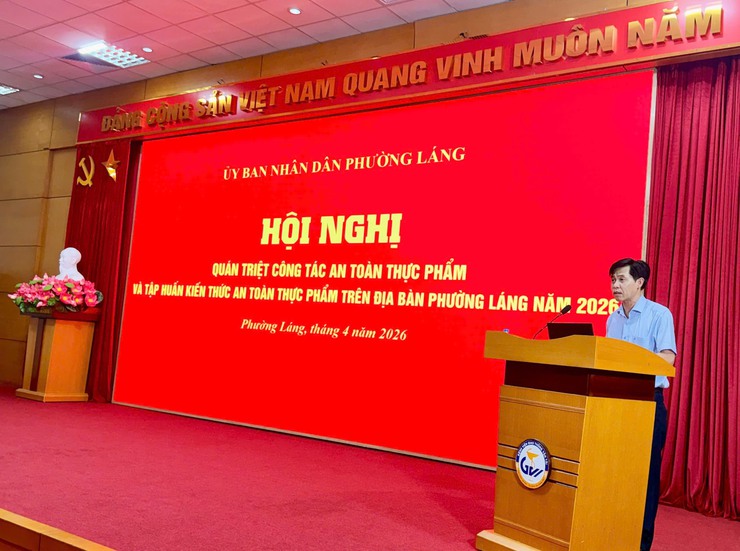 ĐẢNG CỘNG SẢN VIỆT NAM QUANG VINH MUÔN NĂM
ỦY BAN NHÂN DÂN PHƯỜNG LÁNG
HỘI NGHỊ
QUÁN TRIỆT CÔNG TÁC AN TOÀN THỰC PHẨM
VÀ TẬP HUẤN KIẾN THỨC AN TOÀN THỰC PHẨM TRÊN ĐỊA BÀN PHƯỜNG LÁNG NĂM 2026
Phường Láng, tháng 4 năm 2026